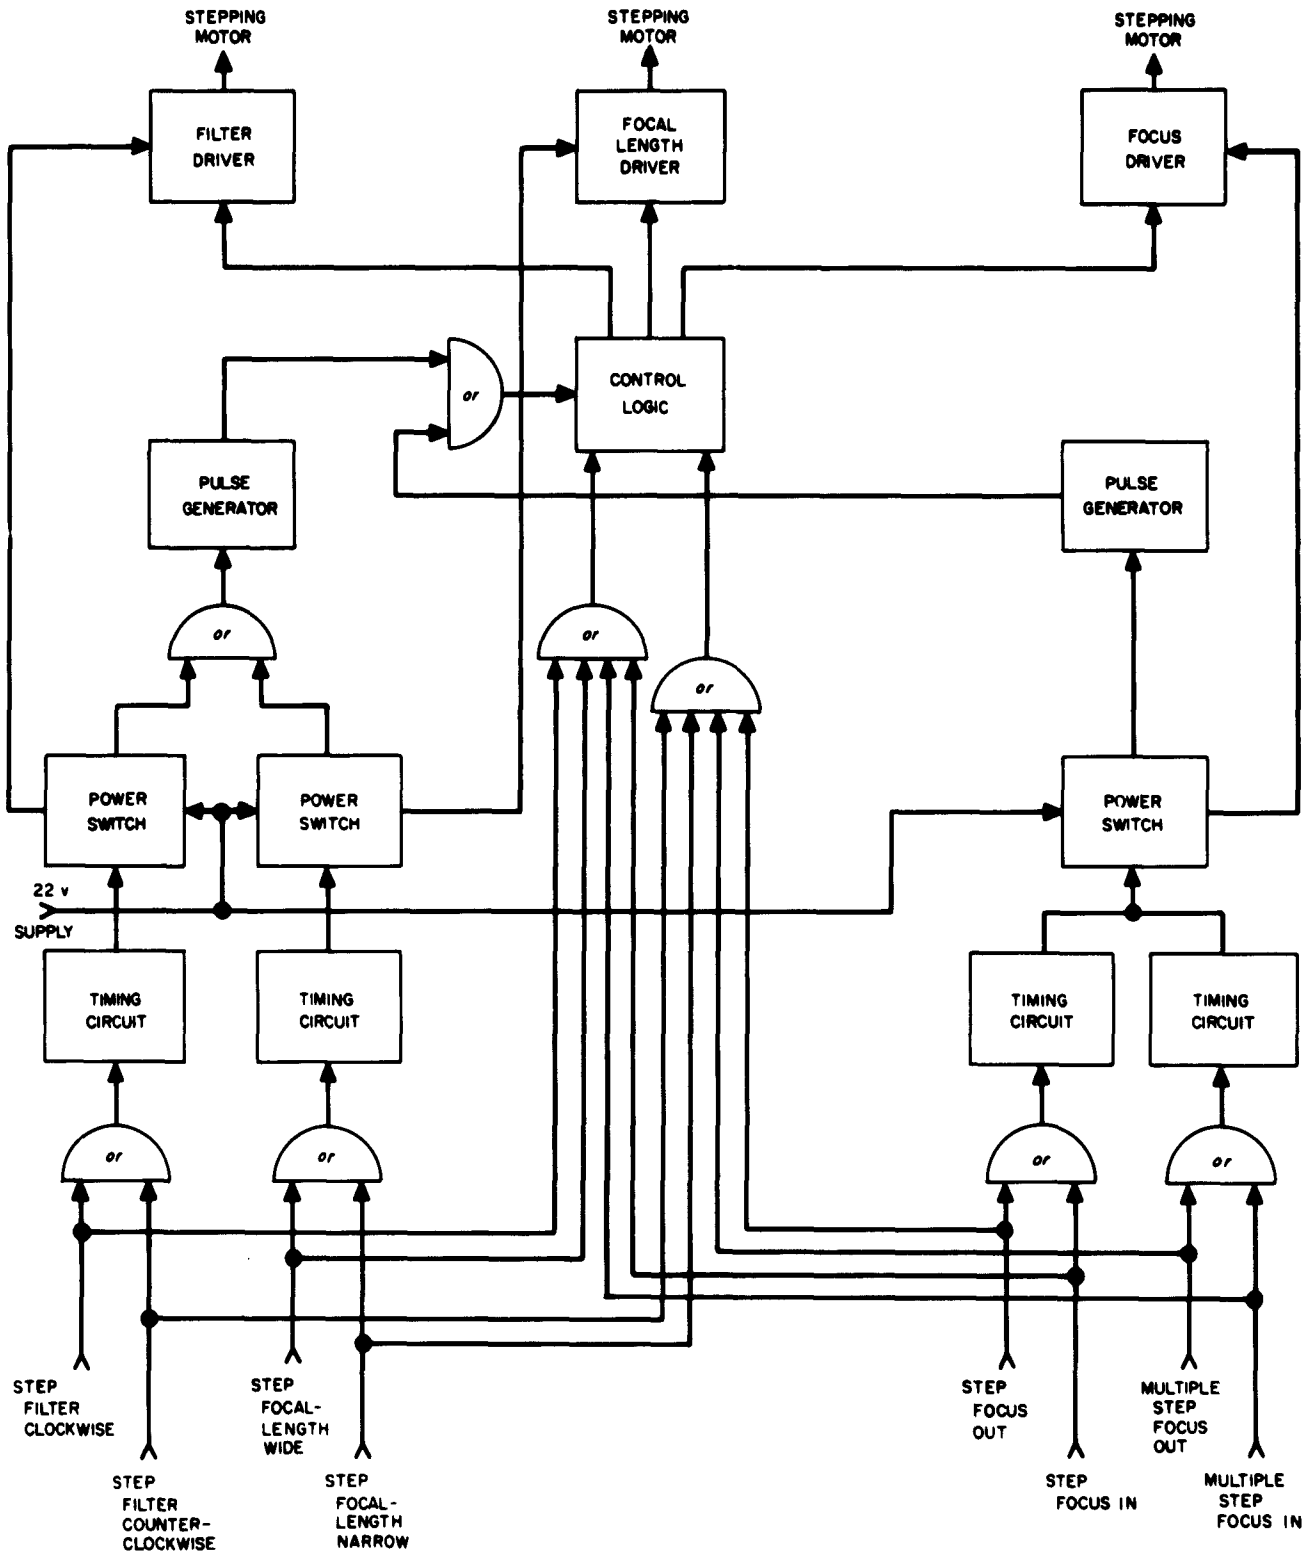 STEPPING
MOTOR
STEPPING
MOTOR
STEPPING
MOTOR
FILTER
DRIVER
FOCAL
LENGTH
DRIVER
FOCUS
DRIVER
or
CONTROL
LOGIC
PULSE
GENERATOR
PULSE
GENERATOR
or
or
or
POWER
SWITCH
POWER
SWITCH
POWER
SWITCH
22 v
SUPPLY
TIMING
CIRCUIT
TIMING
CIRCUIT
TIMING
CIRCUIT
TIMING
CIRCUIT
or
or
or
or
STEP
FILTER
CLOCKWISE
STEP
FILTER
COUNTER-
CLOCKWISE
STEP
FOCAL-
LENGTH
WIDE
STEP
FOCAL-
LENGTH
NARROW
STEP
FOCUS
OUT
STEP
FOCUS IN
MULTIPLE
STEP
FOCUS
OUT
MULTIPLE
STEP
FOCUS IN